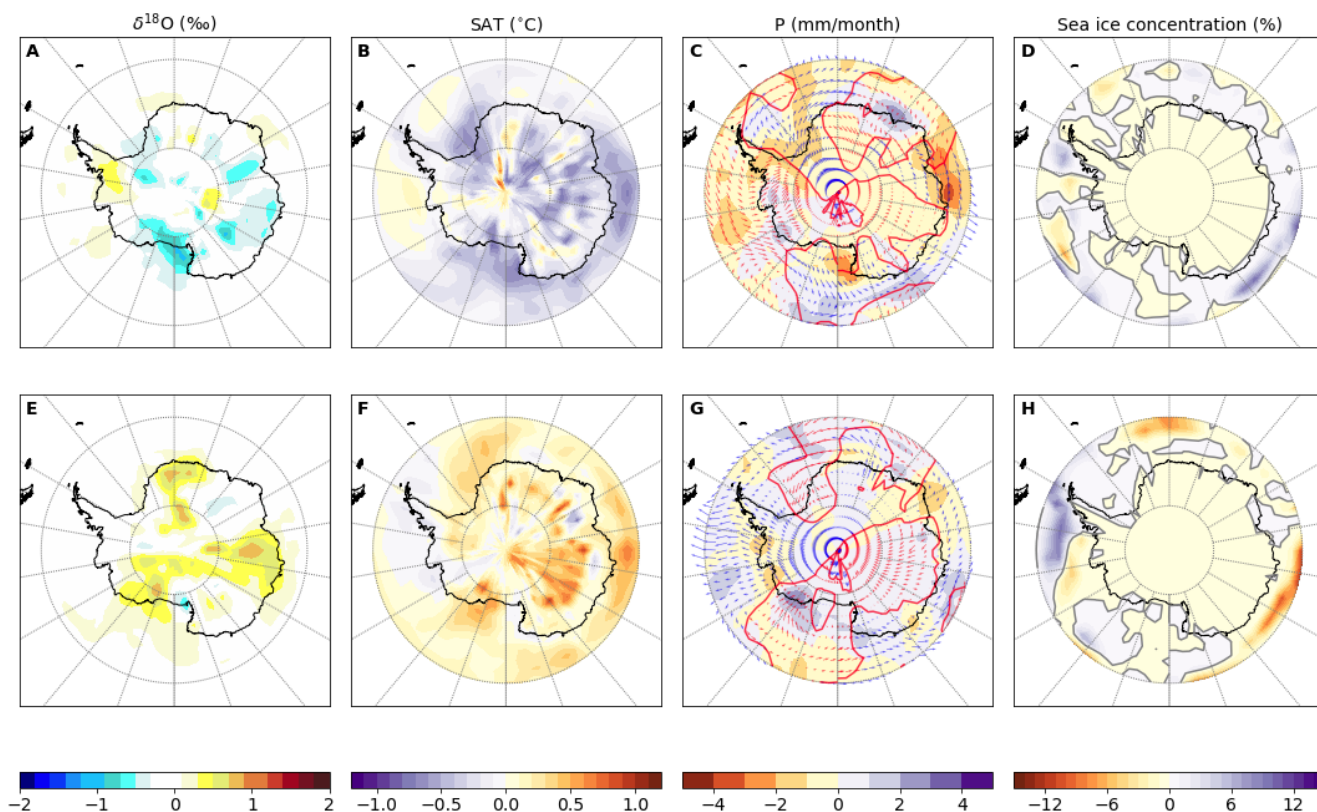 δ¹⁸O (‰)
SAT (˚C)
P (mm/month)
Sea ice concentration (%)
A
B
C
D
E
F
G
H
−2 −1 0 1 2
−1.0 −0.5 0.0 0.5 1.0
−4 −2 0 2 4
−12 −6 0 6 12